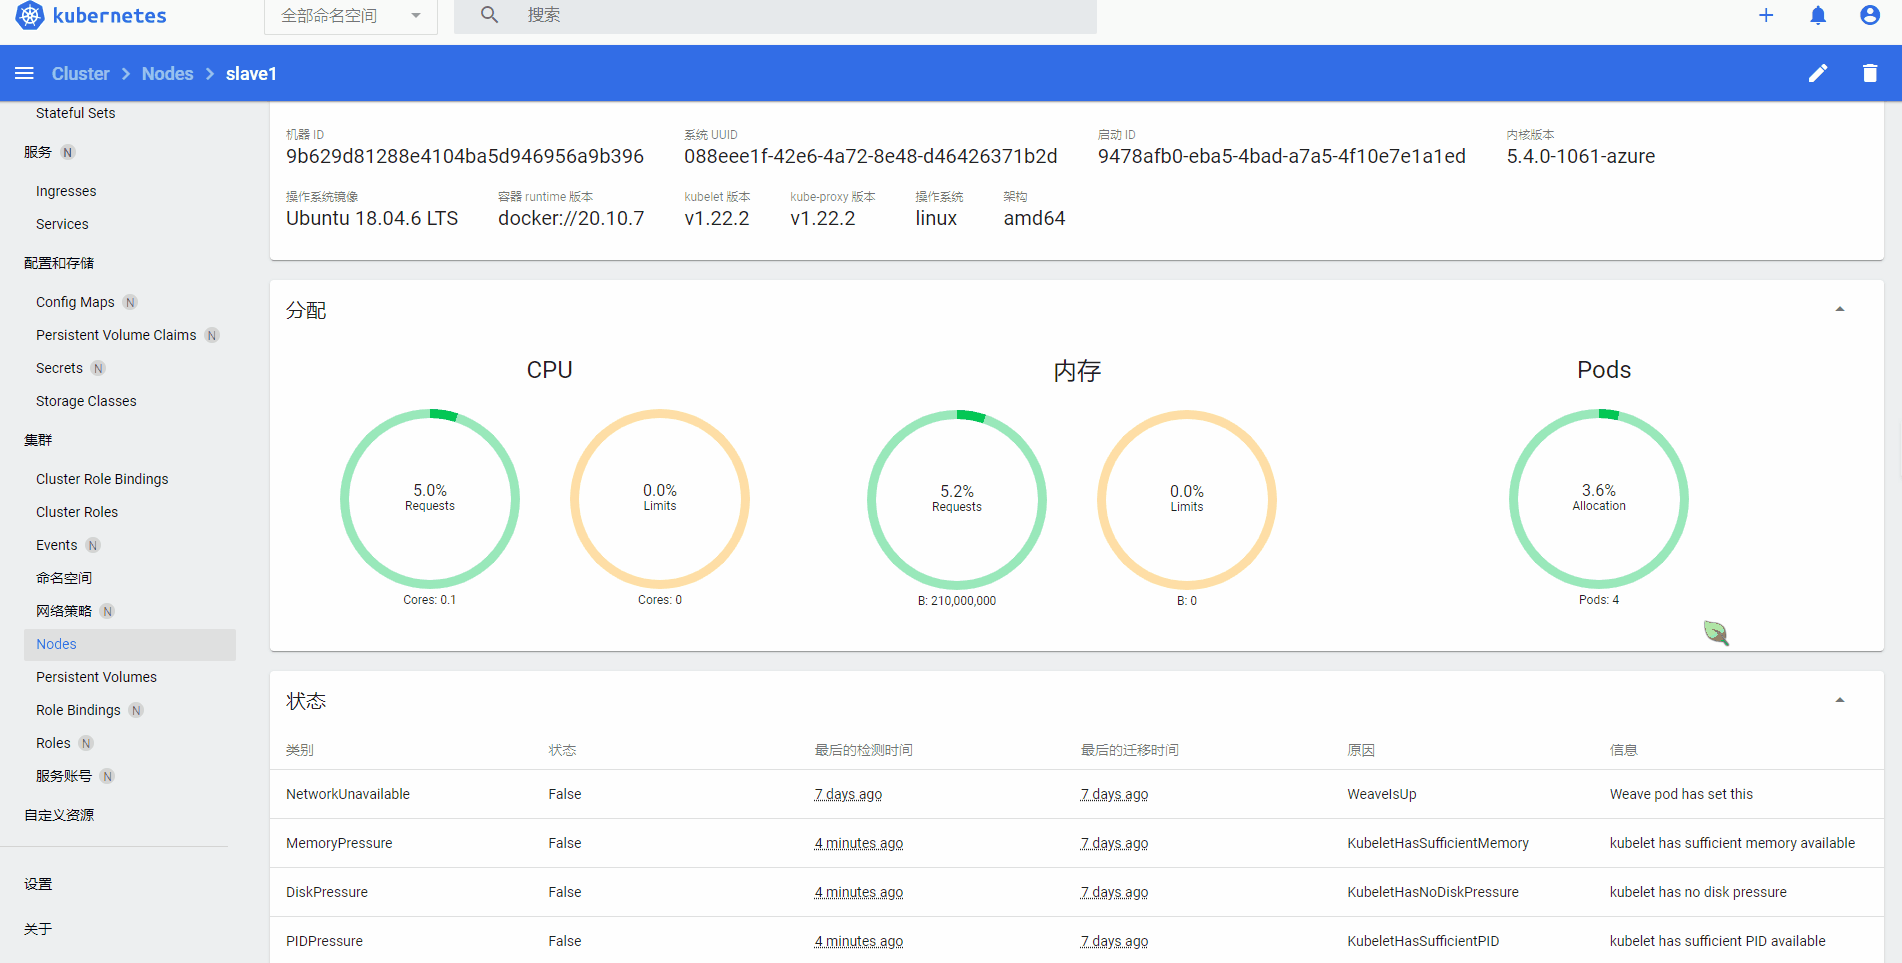 kubernetes
全部命名空间
搜索
Cluster
Nodes
slave1
Stateful Sets
服务 N
Ingresses
Services
配置和存储
Config Maps N
Persistent Volume Claims N
Secrets N
Storage Classes
集群
Cluster Role Bindings
Cluster Roles
Events N
命名空间
网络策略 N
Nodes
Persistent Volumes
Role Bindings N
Roles N
服务账号 N
自定义资源
设置
关于
机器 ID
9b629d81288e4104ba5d946956a9b396
系统 UUID
088eee1f-42e6-4a72-8e48-d46426371b2d
启动 ID
9478afb0-eba5-4bad-a7a5-4f10e7e1a1ed
内核版本
5.4.0-1061-azure
操作系统镜像
Ubuntu 18.04.6 LTS
容器 runtime 版本
docker://20.10.7
kubelet 版本
v1.22.2
kube-proxy 版本
v1.22.2
操作系统
linux
架构
amd64
分配
CPU
5.0%
Requests
Cores: 0.1
0.0%
Limits
Cores: 0
内存
5.2%
Requests
B: 210,000,000
0.0%
Limits
B: 0
Pods
3.6%
Allocation
Pods: 4
状态
类别 状态 最后的检测时间 最后的迁移时间 原因 信息
NetworkUnavailable False 7 days ago 7 days ago WeaveIsUp Weave pod has set this
MemoryPressure False 4 minutes ago 7 days ago KubeletHasSufficientMemory kubelet has sufficient memory available
DiskPressure False 4 minutes ago 7 days ago KubeletHasNoDiskPressure kubelet has no disk pressure
PIDPressure False 4 minutes ago 7 days ago KubeletHasSufficientPID kubelet has sufficient PID available